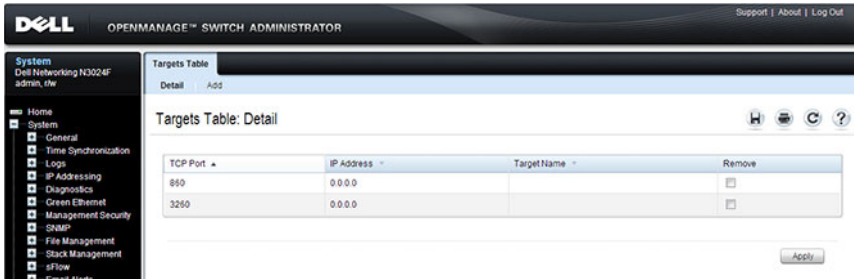 Support | About | Log Out
DELL OPENMANAGE™ SWITCH ADMINISTRATOR
System
Dell Networking N3024F
admin, r/w
Home
System
General
Time Synchronization
Logs
IP Addressing
Diagnostics
Green Ethernet
Management Security
SNMP
File Management
Stack Management
sFlow
Email Alerts
Targets Table
Detail Add
Targets Table: Detail
TCP Port IP Address Target Name Remove
860 0.0.0.0
3260 0.0.0.0
Apply